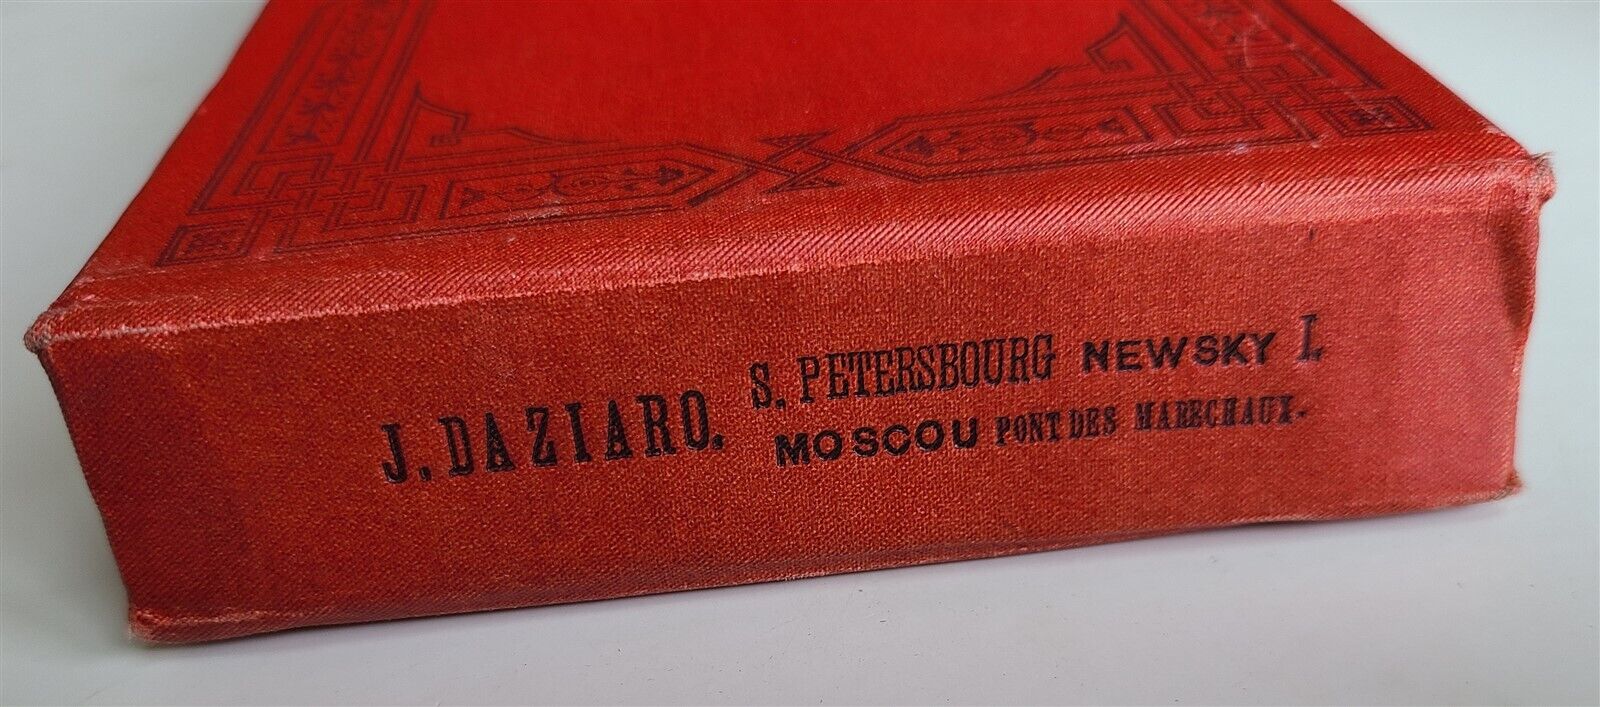 J. DAZIARO.
S. PETERSBOURG NEWSKY I.
MOSCOU PONT DES MARECHAUX.